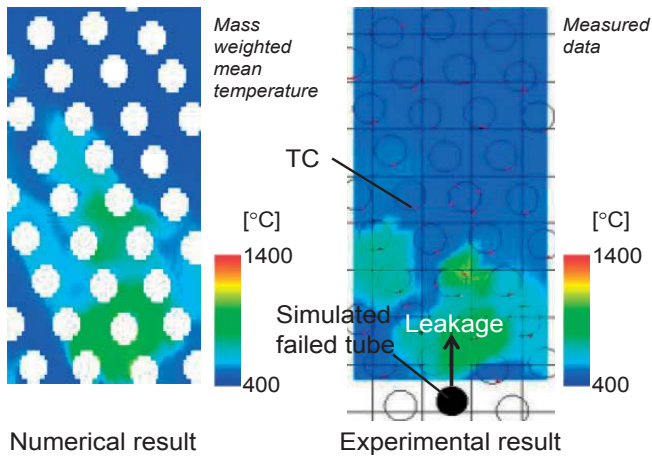 Mass
weighted
mean
temperature
[°C]
1400
400
Numerical result
Measured
data
TC
[°C]
1400
Simulated
failed tube
Leakage
400
Experimental result